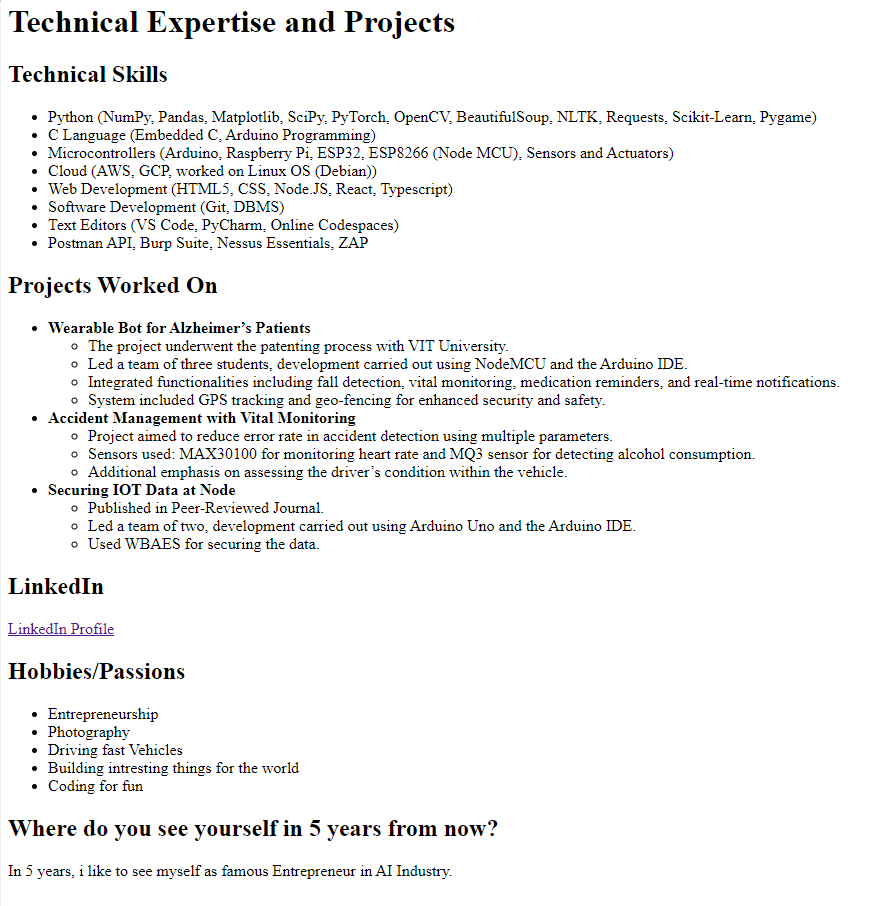 Technical Expertise and Projects
Technical Skills
Python (NumPy, Pandas, Matplotlib, SciPy, PyTorch, OpenCV, BeautifulSoup, NLTK, Requests, Scikit-Learn, Pygame)
C Language (Embedded C, Arduino Programming)
Microcontrollers (Arduino, Raspberry Pi, ESP32, ESP8266 (Node MCU), Sensors and Actuators)
Cloud (AWS, GCP, worked on Linux OS (Debian))
Web Development (HTML5, CSS, Node.JS, React, Typescript)
Software Development (Git, DBMS)
Text Editors (VS Code, PyCharm, Online Codespaces)
Postman API, Burp Suite, Nessus Essentials, ZAP
Projects Worked On
Wearable Bot for Alzheimer’s Patients
The project underwent the patenting process with VIT University.
Led a team of three students, development carried out using NodeMCU and the Arduino IDE.
Integrated functionalities including fall detection, vital monitoring, medication reminders, and real-time notifications.
System included GPS tracking and geo-fencing for enhanced security and safety.
Accident Management with Vital Monitoring
Project aimed to reduce error rate in accident detection using multiple parameters.
Sensors used: MAX30100 for monitoring heart rate and MQ3 sensor for detecting alcohol consumption.
Additional emphasis on assessing the driver’s condition within the vehicle.
Securing IOT Data at Node
Published in Peer-Reviewed Journal.
Led a team of two, development carried out using Arduino Uno and the Arduino IDE.
Used WBAES for securing the data.
LinkedIn
LinkedIn Profile
Hobbies/Passions
Entrepreneurship
Photography
Driving fast Vehicles
Building intresting things for the world
Coding for fun
Where do you see yourself in 5 years from now?
In 5 years, i like to see myself as famous Entrepreneur in AI Industry.